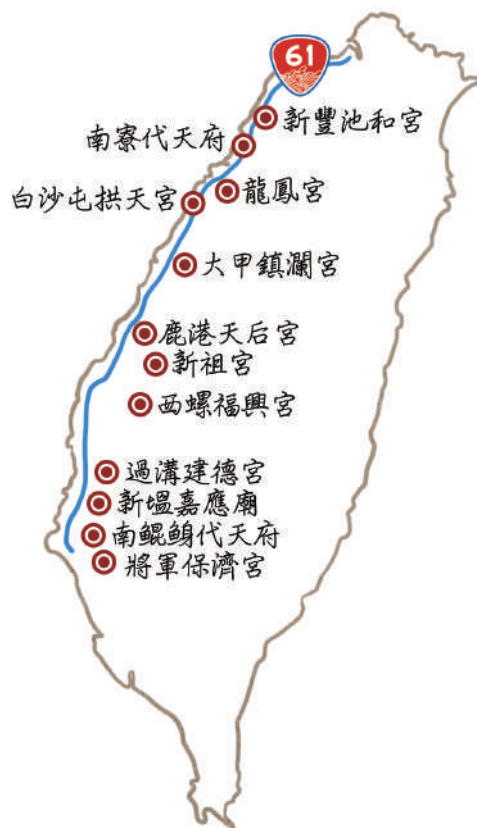 61
新豐池和宮
南寮代天府
龍鳳宮
白沙屯拱天宮
大甲鎮瀾宮
鹿港天后宮
新祖宮
西螺福興宮
過溝建德宮
新塭嘉應廟
南鯤鯓代天府
將軍保濟宮